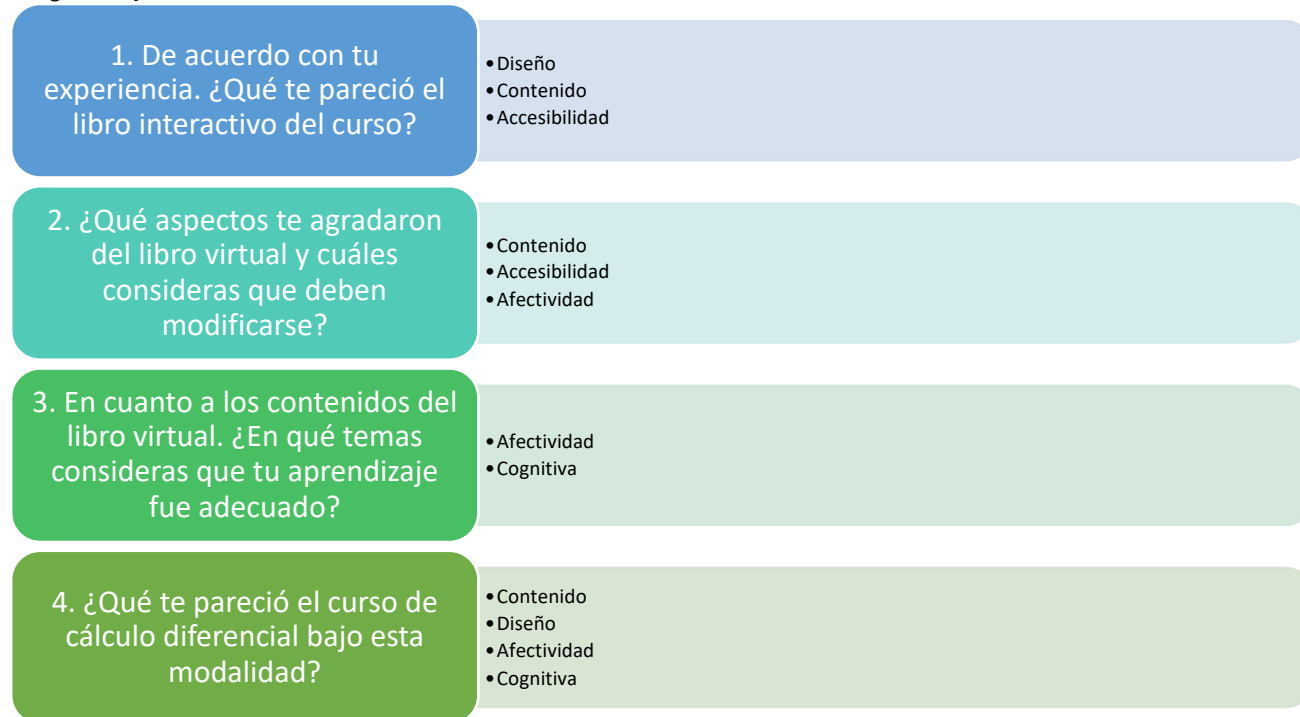 1. De acuerdo con tu
experiencia. ¿Qué te pareció el
libro interactivo del curso?
•Diseño
•Contenido
•Accesibilidad
2. ¿Qué aspectos te agradaron
del libro virtual y cuáles
consideras que deben
modificarse?
•Contenido
•Accesibilidad
•Afectividad
3. En cuanto a los contenidos del
libro virtual. ¿En qué temas
consideras que tu aprendizaje
fue adecuado?
•Afectividad
•Cognitiva
4. ¿Qué te pareció el curso de
cálculo diferencial bajo esta
modalidad?
•Contenido
•Diseño
•Afectividad
•Cognitiva